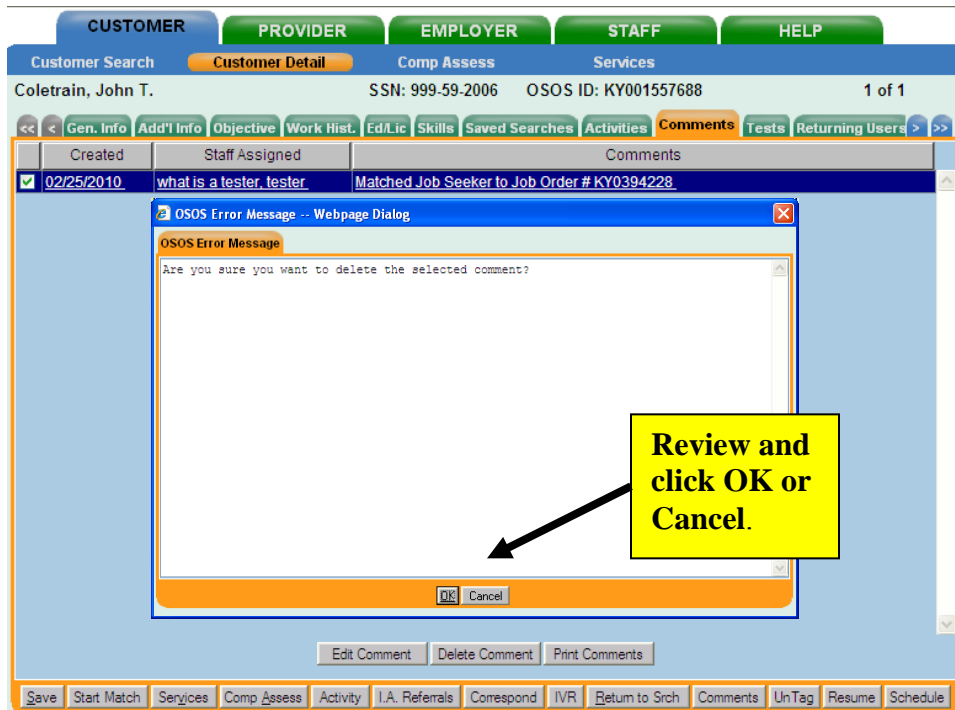 CUSTOMER PROVIDER EMPLOYER STAFF HELP
Customer Search Customer Detail Comp Assess Services
Coletrain, John T. SSN: 999-59-2006 OSOS ID: KY001557688 1 of 1
<< < Gen. Info Add'l Info Objective Work Hist. Ed/Lic Skills Saved Searches Activities Comments Tests Returning Users > >>
Created Staff Assigned Comments
02/25/2010 what is a tester, tester Matched Job Seeker to Job Order # KY0394228
OSOS Error Message -- Webpage Dialog
OSOS Error Message
Are you sure you want to delete the selected comment?
Review and
click OK or
Cancel.
OK Cancel
Edit Comment Delete Comment Print Comments
Save Start Match Services Comp Assess Activity I.A. Referrals Correspond IVR Return to Srch Comments UnTag Resume Schedule